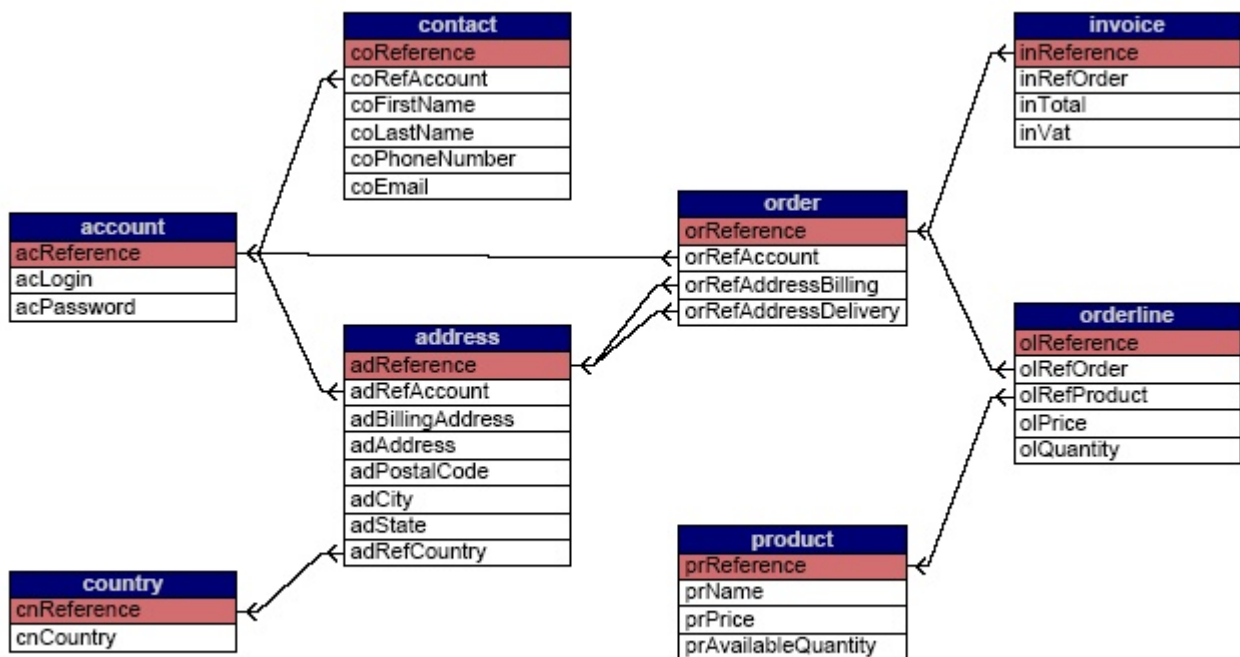 contact
coReference
coRefAccount
coFirstName
coLastName
coPhoneNumber
coEmail
invoice
inReference
inRefOrder
inTotal
inVat
account
acReference
acLogin
acPassword
order
orReference
orRefAccount
orRefAddressBilling
orRefAddressDelivery
address
adReference
adRefAccount
adBillingAddress
adAddress
adPostalCode
adCity
adState
adRefCountry
orderline
olReference
olRefOrder
olRefProduct
olPrice
olQuantity
country
cnReference
cnCountry
product
prReference
prName
prPrice
prAvailableQuantity